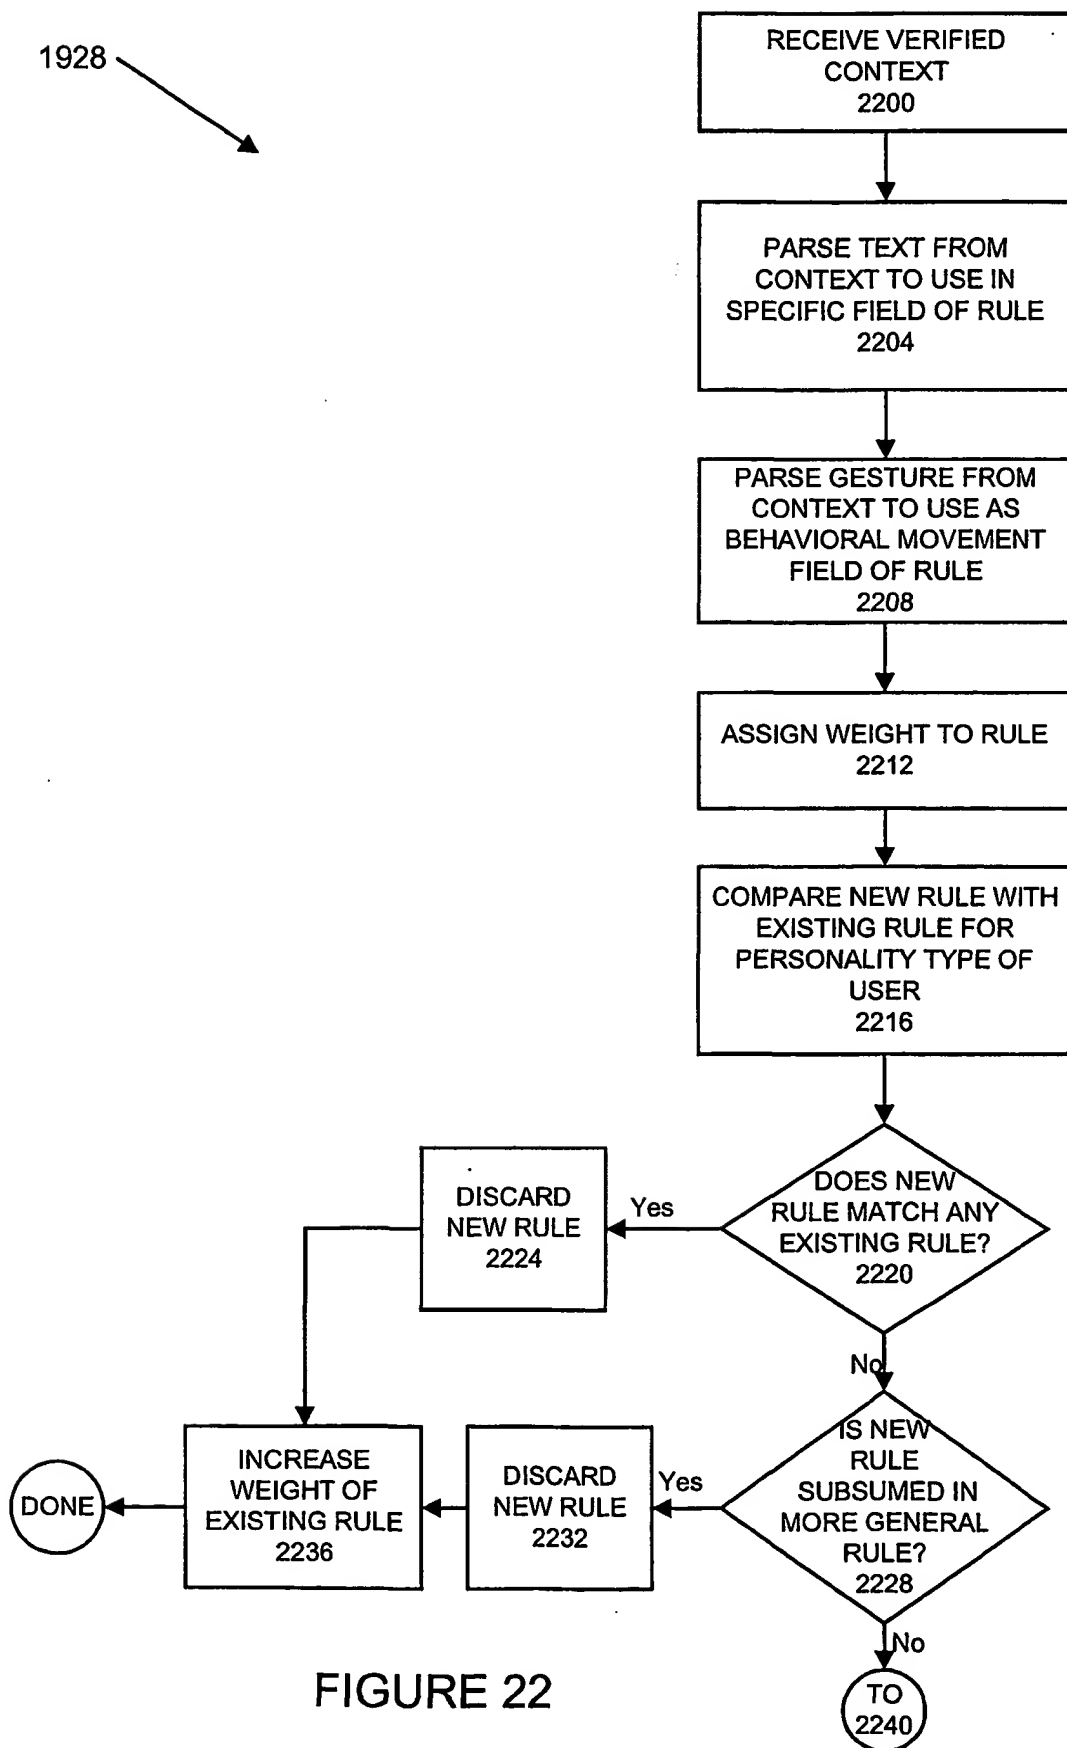 1928
RECEIVE VERIFIED
CONTEXT
2200
PARSE TEXT FROM
CONTEXT TO USE IN
SPECIFIC FIELD OF RULE
2204
PARSE GESTURE FROM
CONTEXT TO USE AS
BEHAVIORAL MOVEMENT
FIELD OF RULE
2208
ASSIGN WEIGHT TO RULE
2212
COMPARE NEW RULE WITH
EXISTING RULE FOR
PERSONALITY TYPE OF
USER
2216
DOES NEW
RULE MATCH ANY
EXISTING RULE?
2220
Yes
DISCARD
NEW RULE
2224
No
IS NEW
RULE
SUBSUMED IN
MORE GENERAL
RULE?
2228
Yes
DISCARD
NEW RULE
2232
INCREASE
WEIGHT OF
EXISTING RULE
2236
DONE
No
TO
2240
FIGURE 22